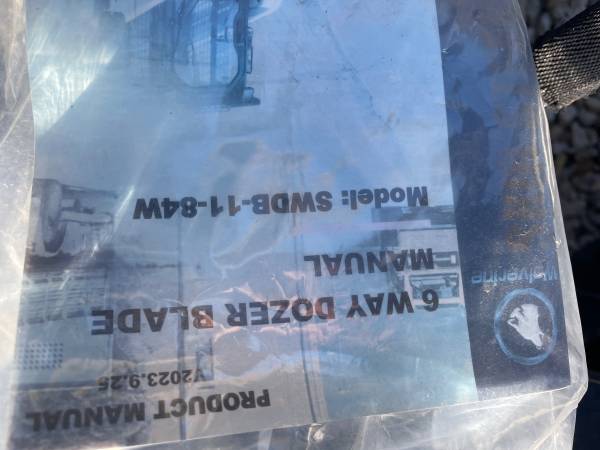 Wolverine
PRODUCT MANUAL
V2023.9.25
6 WAY DOZER BLADE
MANUAL
Model: SWDB-11-84W